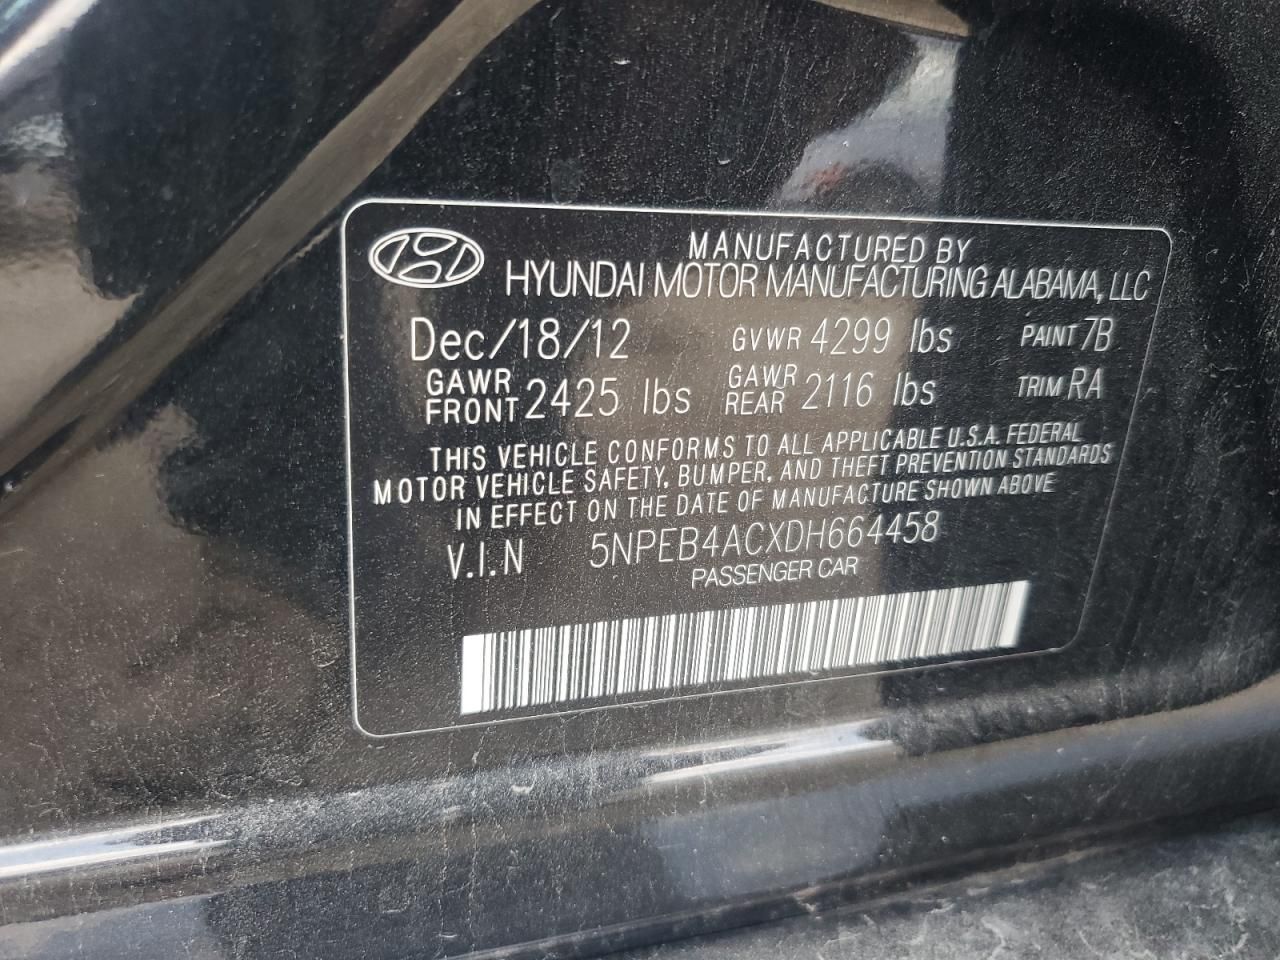 MANUFACTURED BY
HYUNDAI MOTOR MANUFACTURING ALABAMA, LLC
Dec/18/12 GVWR 4299 lbs PAINT 7B
GAWR FRONT 2425 lbs GAWR REAR 2116 lbs TRIM RA
THIS VEHICLE CONFORMS TO ALL APPLICABLE U.S.A. FEDERAL
MOTOR VEHICLE SAFETY, BUMPER, AND THEFT PREVENTION STANDARDS
IN EFFECT ON THE DATE OF MANUFACTURE SHOWN ABOVE
V.I.N 5NPEB4ACXDH664458
PASSENGER CAR